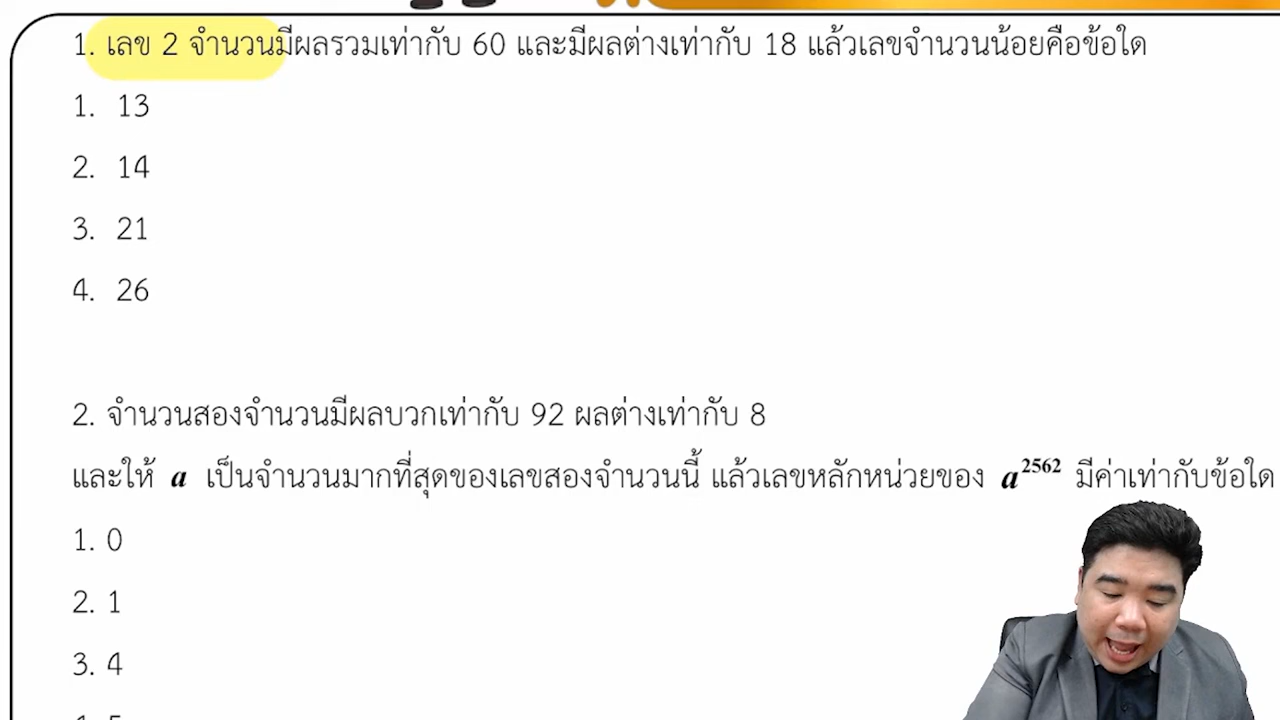 1. เลข 2 จำนวนมีผลรวมเท่ากับ 60 และมีผลต่างเท่ากับ 18 แล้วเลขจำนวนน้อยคือข้อใด
1. 13
2. 14
3. 21
4. 26
2. จำนวนสองจำนวนมีผลบวกเท่ากับ 92 ผลต่างเท่ากับ 8
และให้ a เป็นจำนวนมากที่สุดของเลขสองจำนวนนี้ แล้วเลขหลักหน่วยของ a²⁵⁶² มีค่าเท่ากับข้อใด
1. 0
2. 1
3. 4